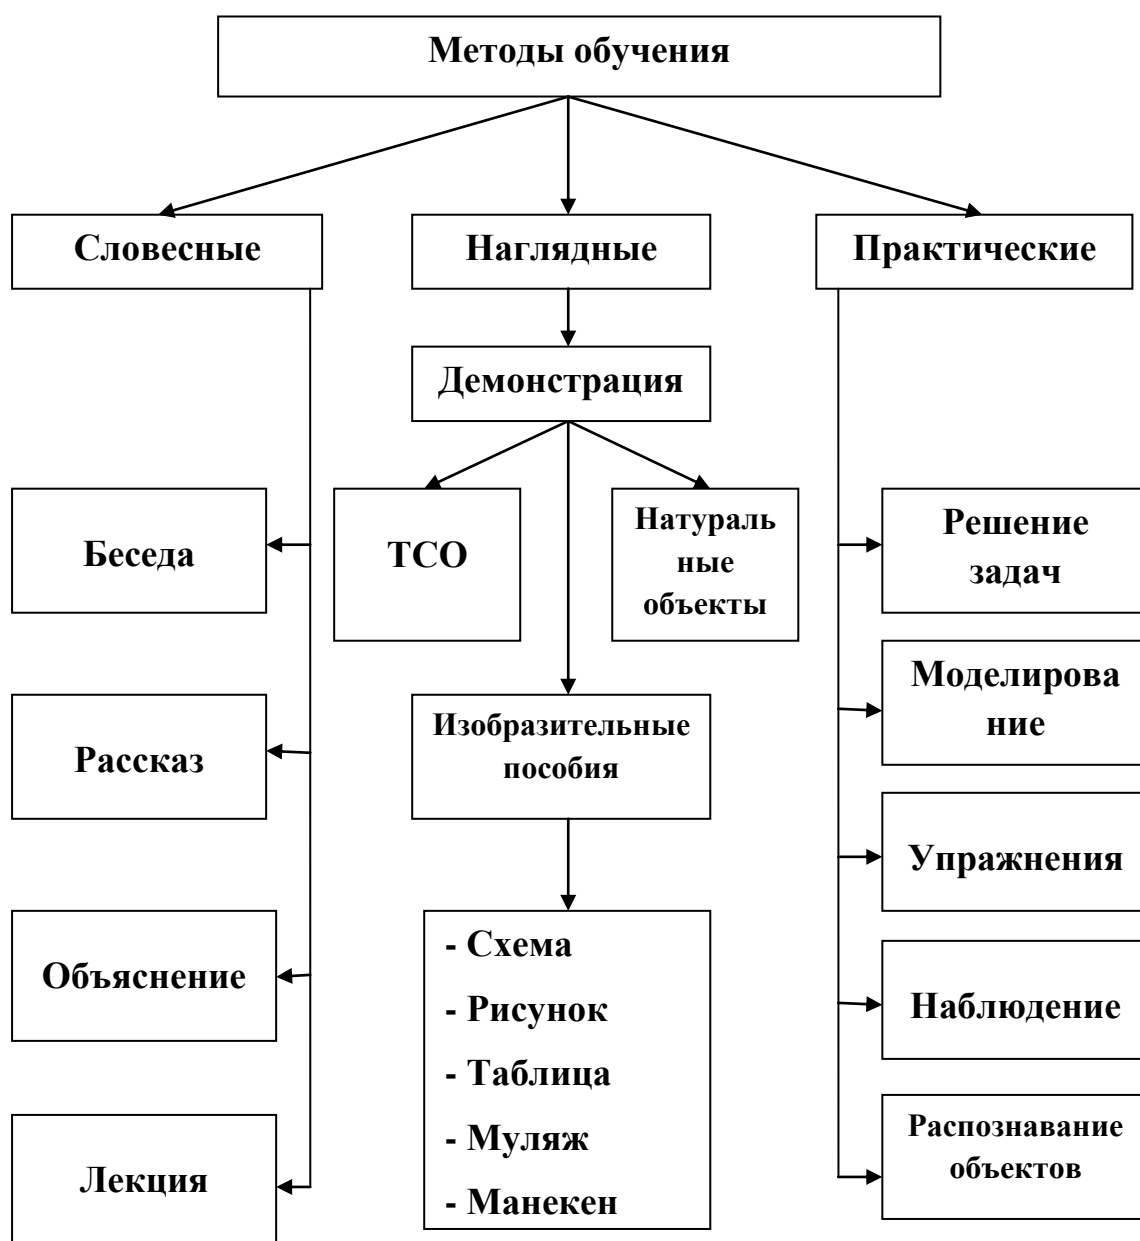 Методы обучения
Словесные
Наглядные
Практические
Демонстрация
Беседа
ТСО
Натураль
ные
объекты
Решение
задач
Моделирова
ние
Рассказ
Изобразительные
пособия
Упражнения
Объяснение
- Схема
- Рисунок
- Таблица
- Муляж
- Манекен
Наблюдение
Лекция
Распознавание
объектов